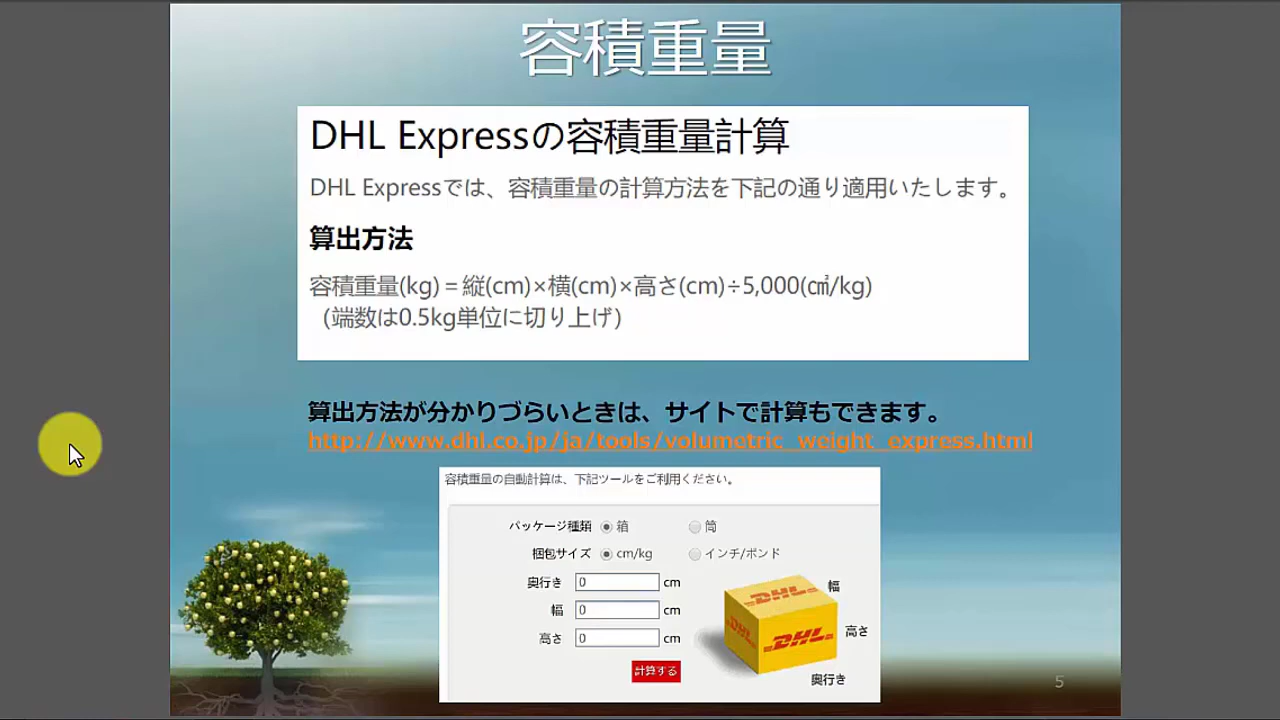 容積重量
DHL Expressの容積重量計算
DHL Expressでは、容積重量の計算方法を下記の通り適用いたします。
算出方法
容積重量(kg)＝縦(cm)×横(cm)×高さ(cm)÷5,000(c㎥/kg)
（端数は0.5kg単位に切り上げ）
算出方法が分かりづらいときは、サイトで計算もできます。
http://www.dhl.co.jp/ja/tools/volumetric_weight_express.html
容積重量の自動計算は、下記ツールをご利用ください。
パッケージ種類 箱 筒
梱包サイズ cm/kg インチ/ポンド
奥行き 0 cm
幅 0 cm
高さ 0 cm
計算する
幅
高さ
奥行き
DHL
DHL
DHL
5